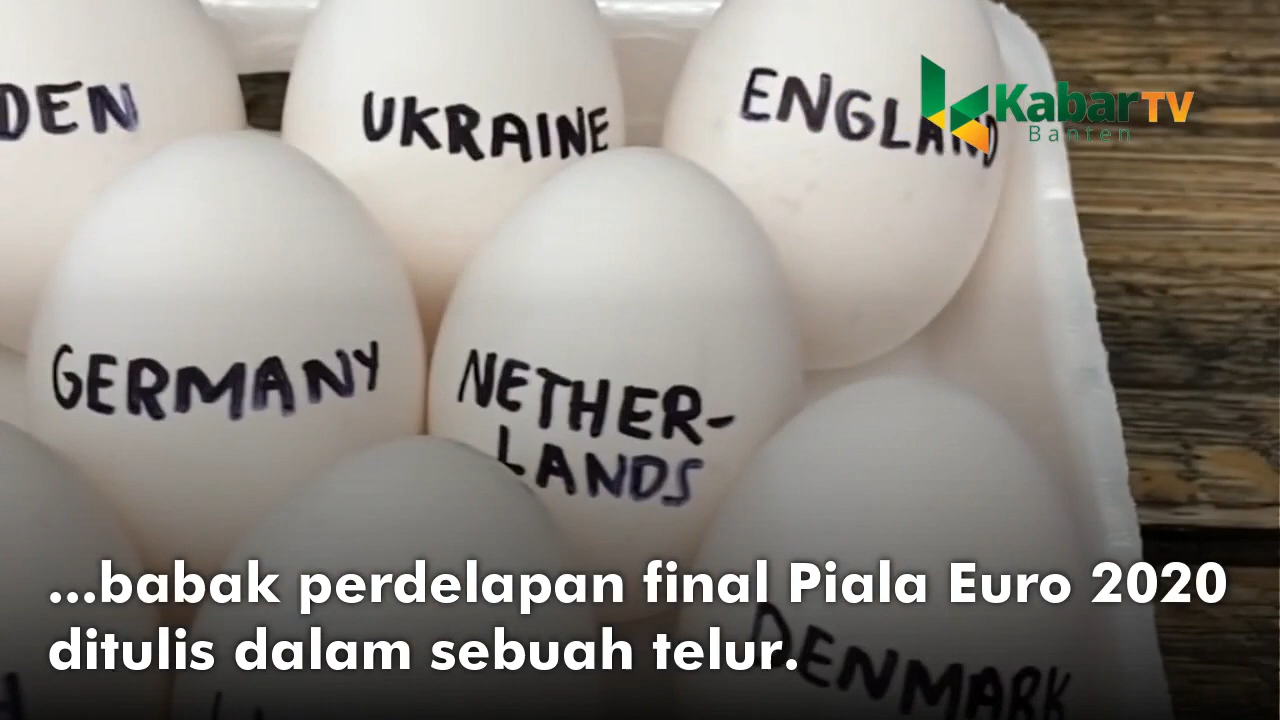 DEN
UKRAINE
ENGLAND
Kabar TV
Banten
GERMANY
NETHER-
LANDS
...babak perdelapan final Piala Euro 2020
ditulis dalam sebuah telur.
DENMARK